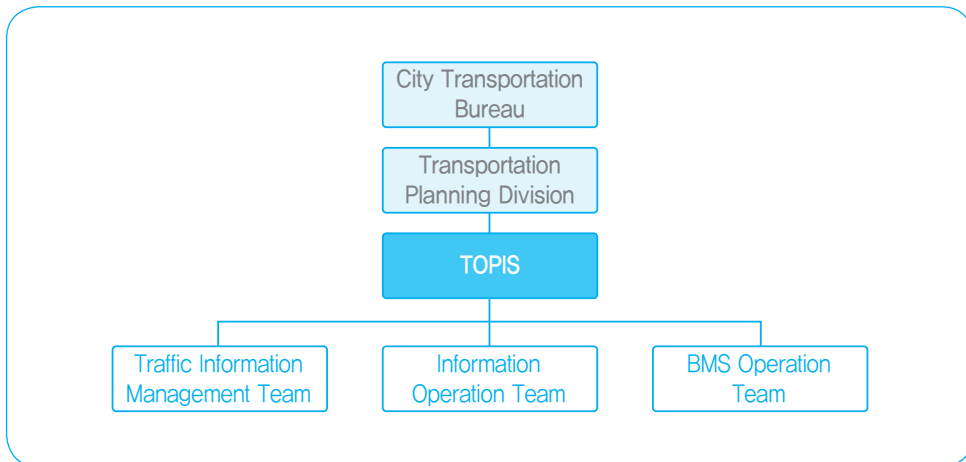 City Transportation
Bureau
Transportation
Planning Division
TOPIS
Traffic Information
Management Team
Information
Operation Team
BMS Operation
Team